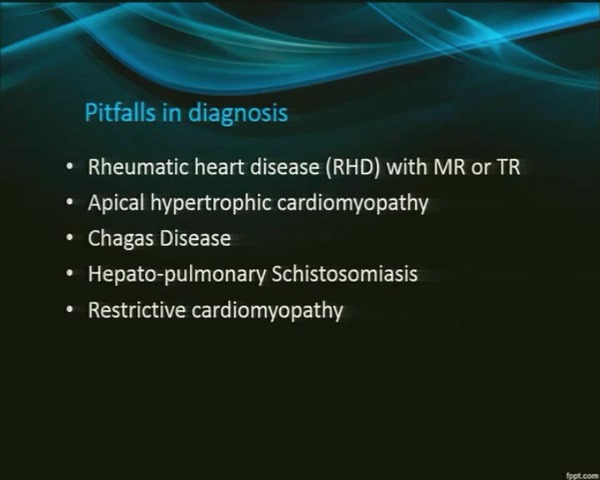 Pitfalls in diagnosis
• Rheumatic heart disease (RHD) with MR or TR
• Apical hypertrophic cardiomyopathy
• Chagas Disease
• Hepato-pulmonary Schistosomiasis
• Restrictive cardiomyopathy
fppt.com